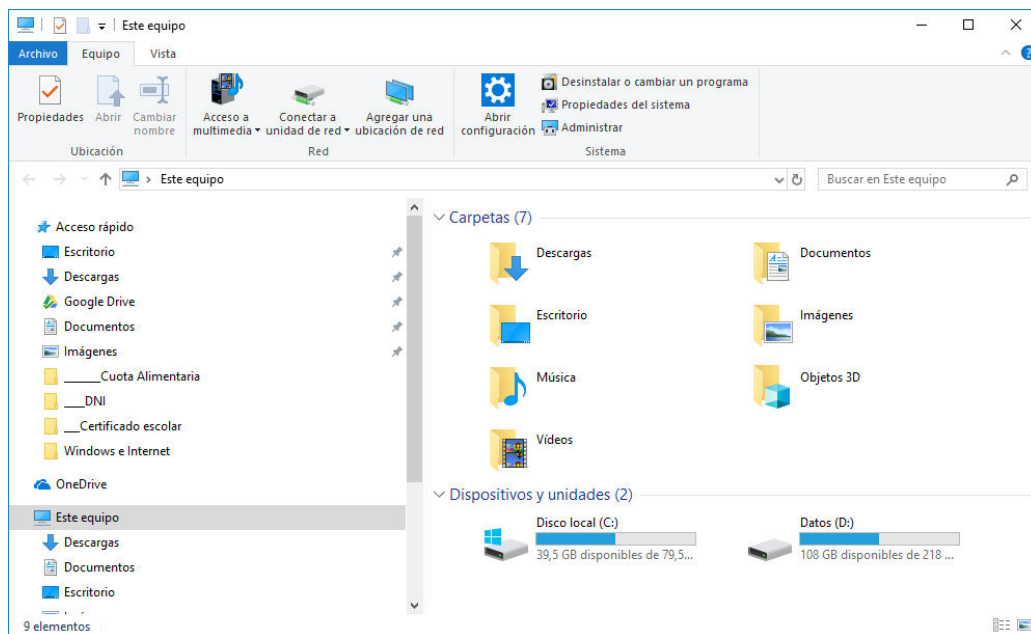 Este equipo
Archivo Equipo Vista
Propiedades
Abrir
Cambiar
nombre
Ubicación
Acceso a
multimedia
Conectar a
unidad de red
Agregar una
ubicación de red
Red
Abrir
configuración
Desinstalar o cambiar un programa
Propiedades del sistema
Administrar
Sistema
Este equipo
Buscar en Este equipo
Acceso rápido
Escritorio
Descargas
Google Drive
Documentos
Imágenes
______Cuota Alimentaria
___DNI
__Certificado escolar
Windows e Internet
OneDrive
Este equipo
Descargas
Documentos
Escritorio
Carpetas (7)
Descargas
Documentos
Escritorio
Imágenes
Música
Objetos 3D
Vídeos
Dispositivos y unidades (2)
Disco local (C:)
39,5 GB disponibles de 79,5...
Datos (D:)
108 GB disponibles de 218 ...
9 elementos